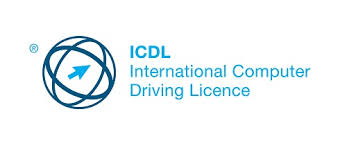 ®
ICDL
International Computer
Driving Licence